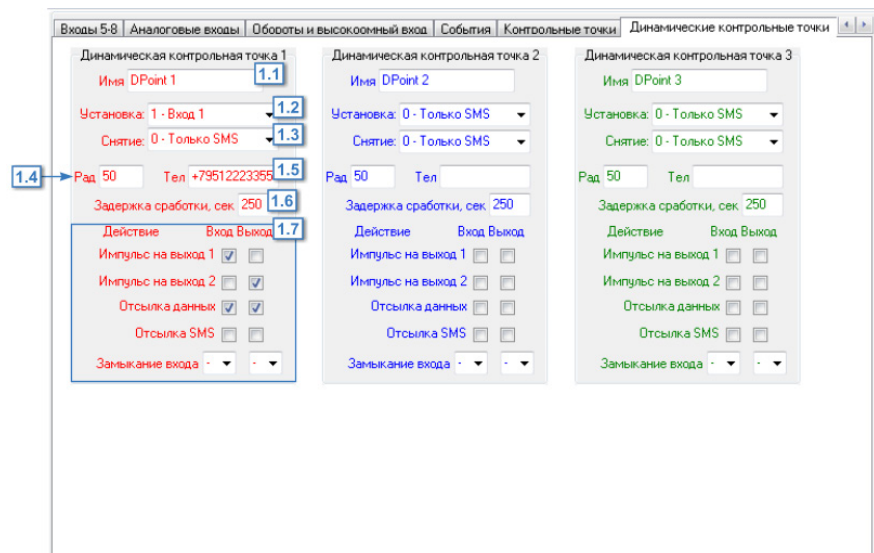 Входы 5-8 Аналоговые входы Обороты и высокоомный вход События Контрольные точки Динамические контрольные точки
Динамическая контрольная точка 1
1.1
Имя DPoint 1
1.2
Установка: 1 - Вход 1
1.3
Снятие: 0 - Только SMS
1.4
Рад 50 Тел +79512223355
1.5
Задержка сработки, сек 250
1.6
Действие Вход Выход
1.7
Импульс на выход 1
Импульс на выход 2
Отсылка данных
Отсылка SMS
Замыкание входа - -
Динамическая контрольная точка 2
Имя DPoint 2
Установка: 0 - Только SMS
Снятие: 0 - Только SMS
Рад 50 Тел
Задержка сработки, сек 250
Действие Вход Выход
Импульс на выход 1
Импульс на выход 2
Отсылка данных
Отсылка SMS
Замыкание входа - -
Динамическая контрольная точка 3
Имя DPoint 3
Установка: 0 - Только SMS
Снятие: 0 - Только SMS
Рад 50 Тел
Задержка сработки, сек 250
Действие Вход Выход
Импульс на выход 1
Импульс на выход 2
Отсылка данных
Отсылка SMS
Замыкание входа - -